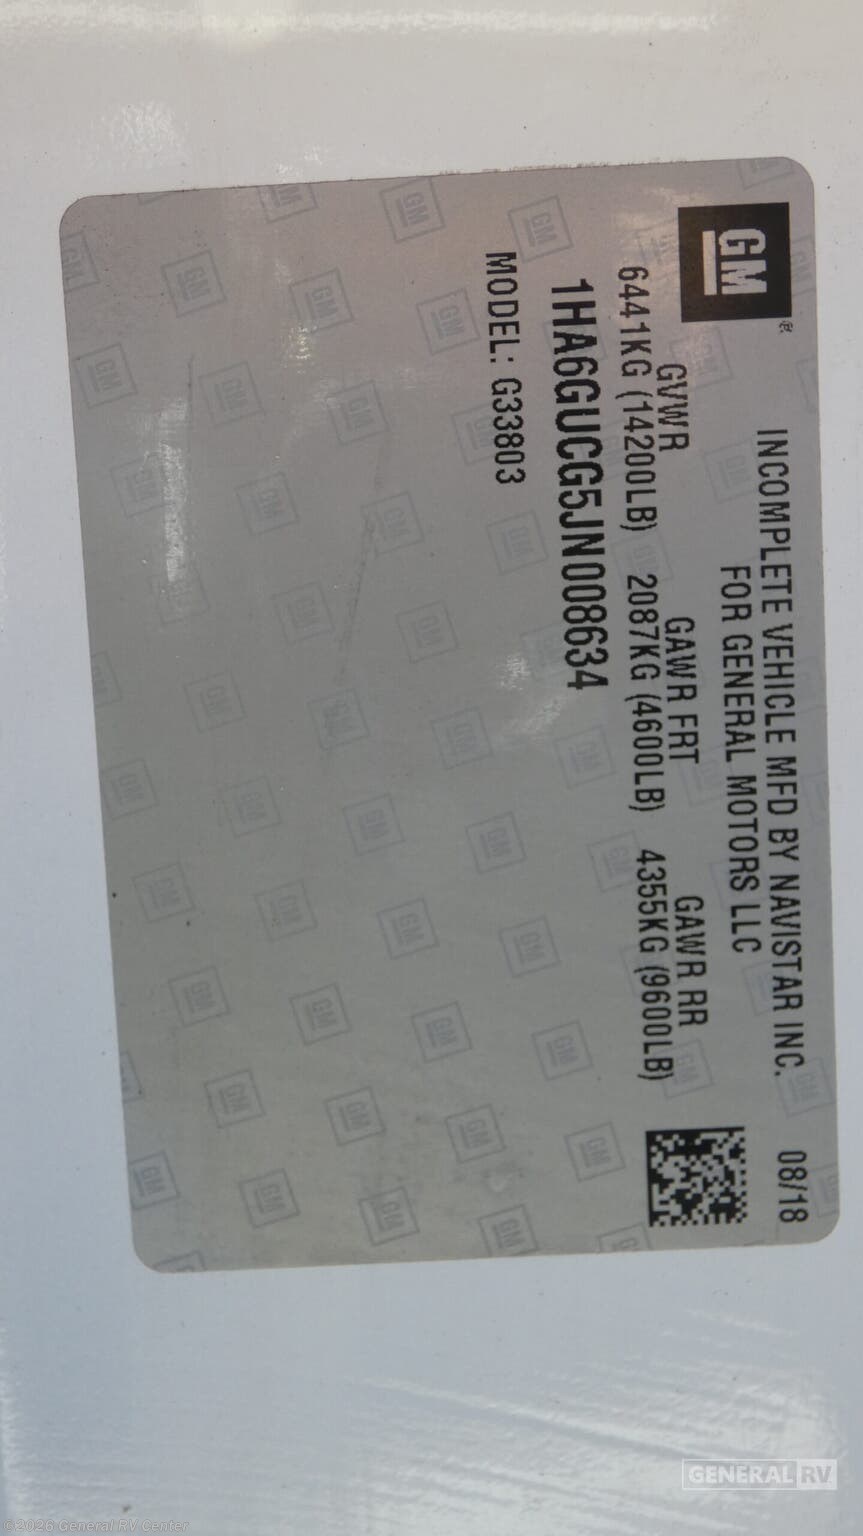 GM®
INCOMPLETE VEHICLE MFD BY NAVISTAR INC. 08/18
FOR GENERAL MOTORS LLC
GVWR GAWR FRT GAWR RR
6441KG (14200LB) 2087KG (4600LB) 4355KG (9600LB)
1HA6GUCG5JN008634
MODEL: G33803
GENERAL RV
©2026 General RV Center